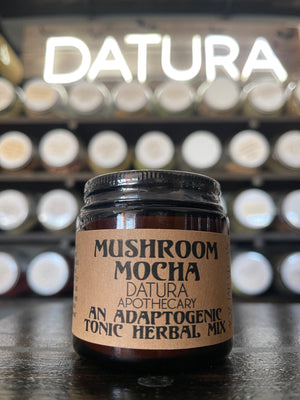 DATURA
MUSHROOM
MOCHA
DATURA
APOTHECARY
AN ADAPTOGENIC
TONIC HERBAL MIX